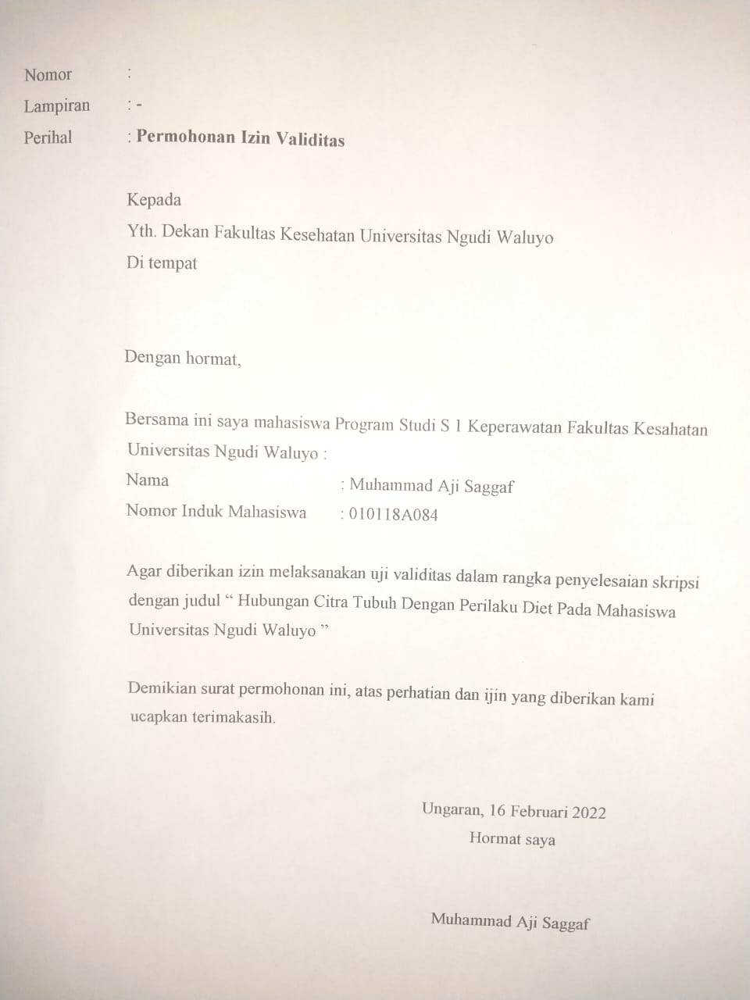 Nomor :
Lampiran : -
Perihal : Permohonan Izin Validitas
Kepada
Yth. Dekan Fakultas Kesehatan Universitas Ngudi Waluyo
Di tempat
Dengan hormat,
Bersama ini saya mahasiswa Program Studi S 1 Keperawatan Fakultas Kesahatan
Universitas Ngudi Waluyo :
Nama : Muhammad Aji Saggaf
Nomor Induk Mahasiswa : 010118A084
Agar diberikan izin melaksanakan uji validitas dalam rangka penyelesaian skripsi
dengan judul “ Hubungan Citra Tubuh Dengan Perilaku Diet Pada Mahasiswa
Universitas Ngudi Waluyo ”
Demikian surat permohonan ini, atas perhatian dan ijin yang diberikan kami
ucapkan terimakasih.
Ungaran, 16 Februari 2022
Hormat saya
Muhammad Aji Saggaf